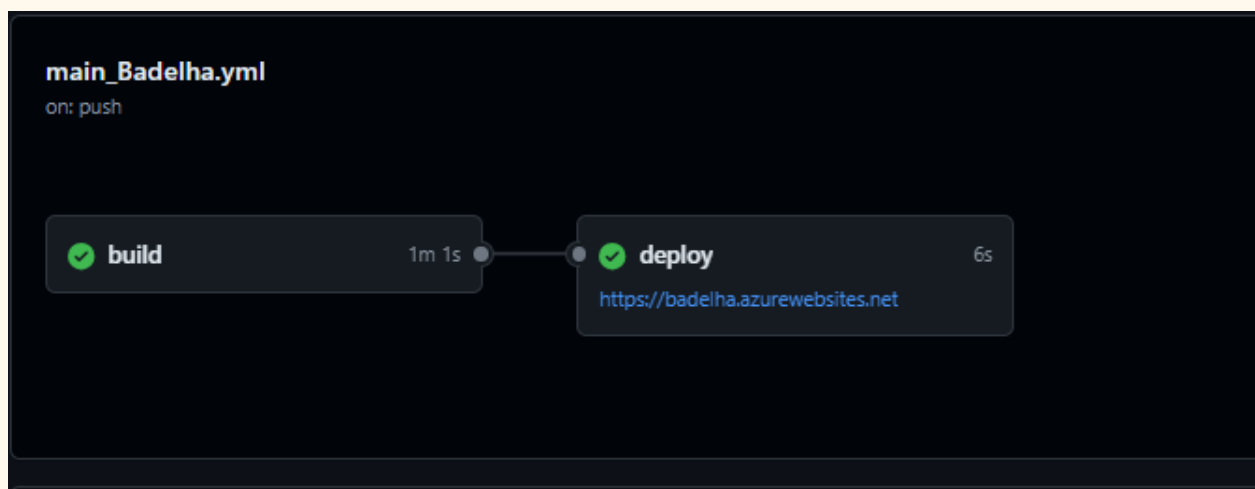 main_Badelha.yml
on: push
build 1m 1s
deploy 6s
https://badelha.azurewebsites.net